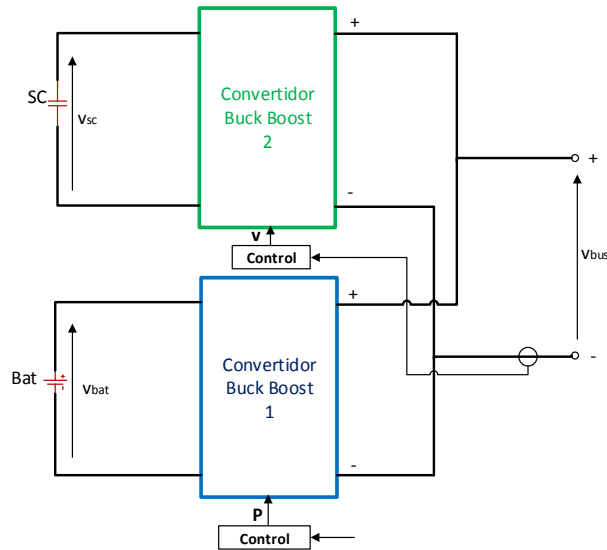 +
SC
Vsc
Convertidor
Buck Boost
2
+
-
v
Control
Vbus
+
-
Bat
Vbat
Convertidor
Buck Boost
1
-
P
Control